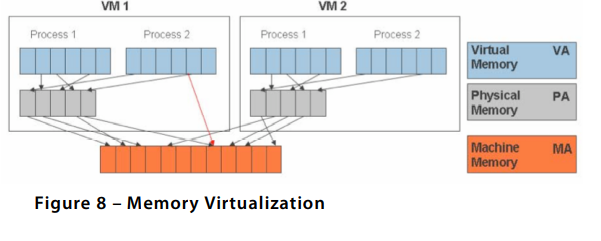 VM 1
VM 2
Process 1
Process 2
Process 1
Process 2
Virtual VA
Memory
Physical PA
Memory
Machine MA
Memory
Figure 8 – Memory Virtualization